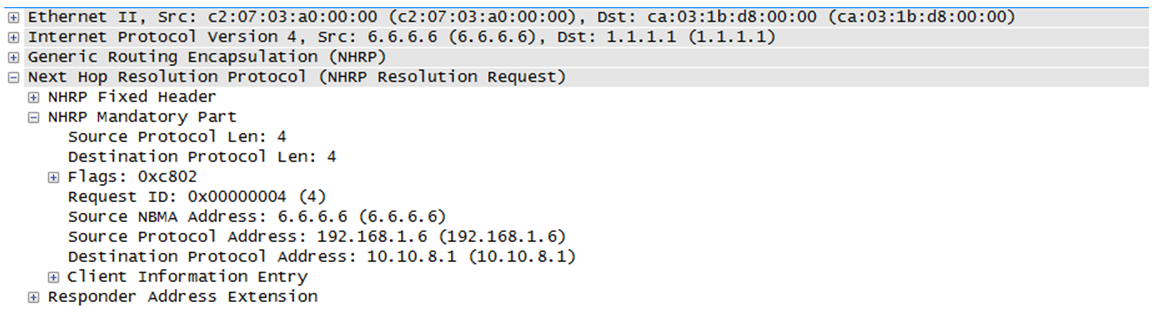 Ethernet II, Src: c2:07:03:a0:00:00 (c2:07:03:a0:00:00), Dst: ca:03:1b:d8:00:00 (ca:03:1b:d8:00:00)
Internet Protocol Version 4, Src: 6.6.6.6 (6.6.6.6), Dst: 1.1.1.1 (1.1.1.1)
Generic Routing Encapsulation (NHRP)
Next Hop Resolution Protocol (NHRP Resolution Request)
NHRP Fixed Header
NHRP Mandatory Part
Source Protocol Len: 4
Destination Protocol Len: 4
Flags: 0xc802
Request ID: 0x00000004 (4)
Source NBMA Address: 6.6.6.6 (6.6.6.6)
Source Protocol Address: 192.168.1.6 (192.168.1.6)
Destination Protocol Address: 10.10.8.1 (10.10.8.1)
Client Information Entry
Responder Address Extension